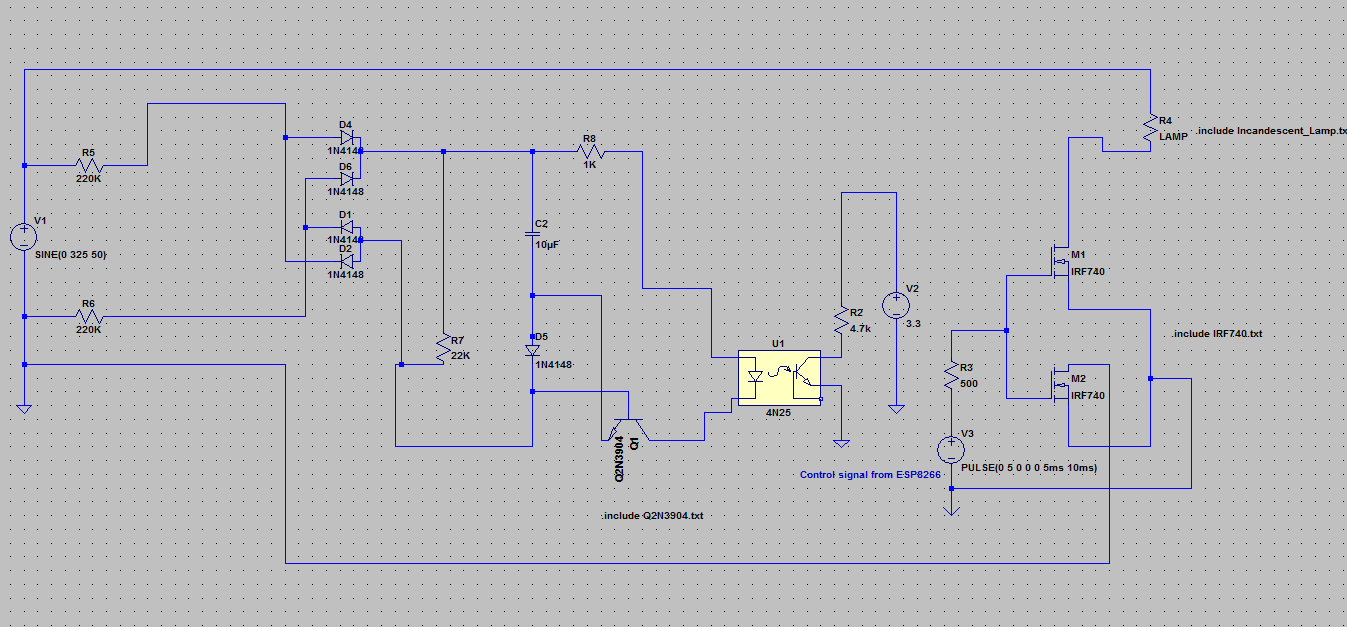 D4
1N4148
R8
1K
R4
LAMP
.include Incandescent_Lamp.tx
R5
220K
D6
1N4148
V1
SINE(0 325 50)
D1
1N4148
D2
1N4148
C2
10µF
R6
220K
R7
22K
D5
1N4148
V2
3.3
R2
4.7k
U1
4N25
M1
IRF740
.include IRF740.txt
R3
500
M2
IRF740
V3
PULSE(0 5 0 0 0 5ms 10ms)
Control signal from ESP8266
Q2N3904
Q1
.include Q2N3904.txt